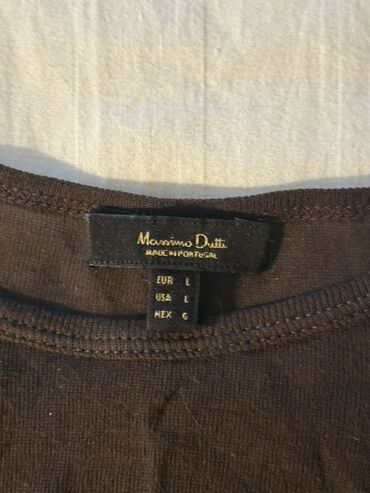 Massimo Dutti
MADE IN PORTUGAL
EUR L
USA L
MEX G